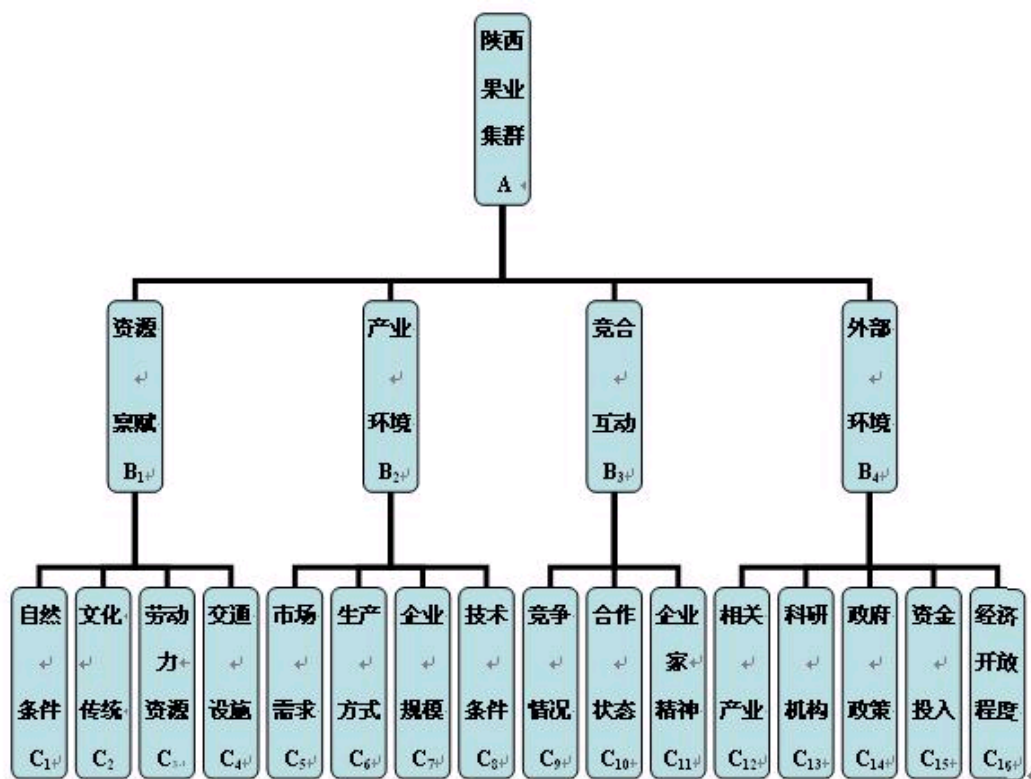 陕西
果业
集群
A
资源
禀赋
B₁
产业
环境
B₂
竞合
互动
B₃
外部
环境
B₄
自然
条件
C₁
文化
传统
C₂
劳动
力
资源
C₃
交通
设施
C₄
市场
需求
C₅
生产
方式
C₆
企业
规模
C₇
技术
条件
C₈
竞争
情况
C₉
合作
状态
C₁₀
企业
家
精神
C₁₁
相关
产业
C₁₂
科研
机构
C₁₃
政府
政策
C₁₄
资金
投入
C₁₅
经济
开放
程度
C₁₆